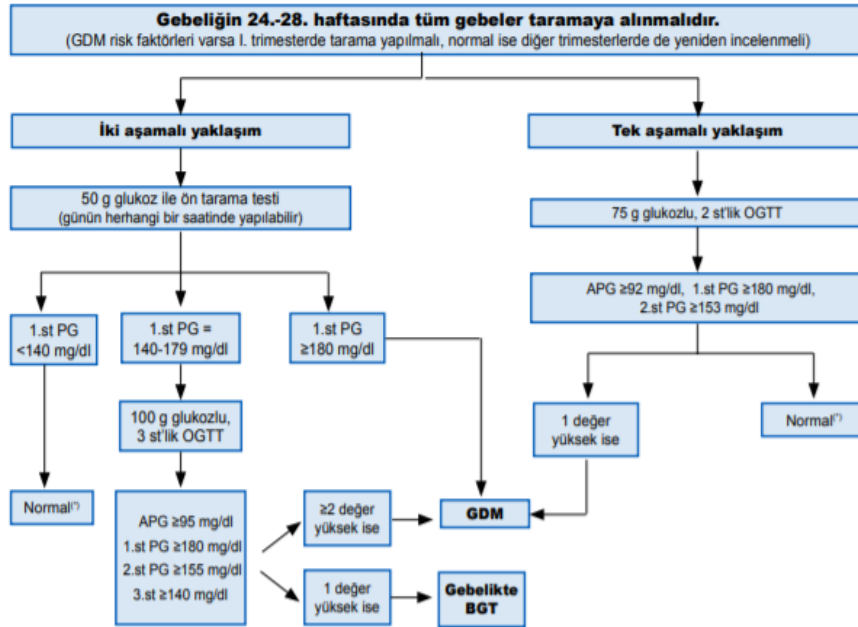 Gebeliğin 24.-28. haftasında tüm gebeler taramaya alınmalıdır.
(GDM risk faktörleri varsa I. trimesterde tarama yapılmalı, normal ise diğer trimesterlerde de yeniden incelenmeli)
İki aşamalı yaklaşım
50 g glukoz ile ön tarama testi
(günün herhangi bir saatinde yapılabilir)
1.st PG
<140 mg/dl
1.st PG =
140-179 mg/dl
1.st PG
≥180 mg/dl
100 g glukozlu,
3 st'lik OGTT
Normal(*)
APG ≥95 mg/dl
1.st PG ≥180 mg/dl
2.st PG ≥155 mg/dl
3.st ≥140 mg/dl
≥2 değer
yüksek ise
1 değer
yüksek ise
GDM
Gebelikte
BGT
Tek aşamalı yaklaşım
75 g glukozlu, 2 st'lik OGTT
APG ≥92 mg/dl, 1.st PG ≥180 mg/dl,
2.st PG ≥153 mg/dl
1 değer
yüksek ise
Normal(*)